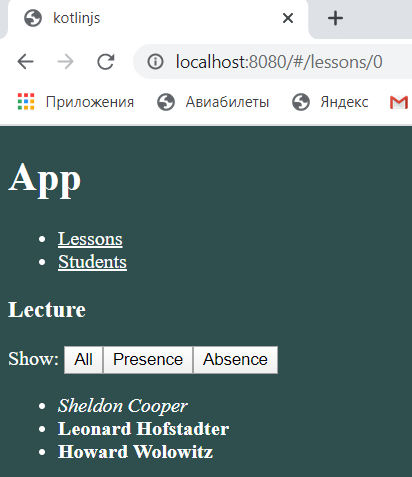 kotlinjs
localhost:8080/#/lessons/0
Приложения Авиабилеты Яндекс
App
Lessons
Students
Lecture
Show: All Presence Absence
Sheldon Cooper
Leonard Hofstadter
Howard Wolowitz